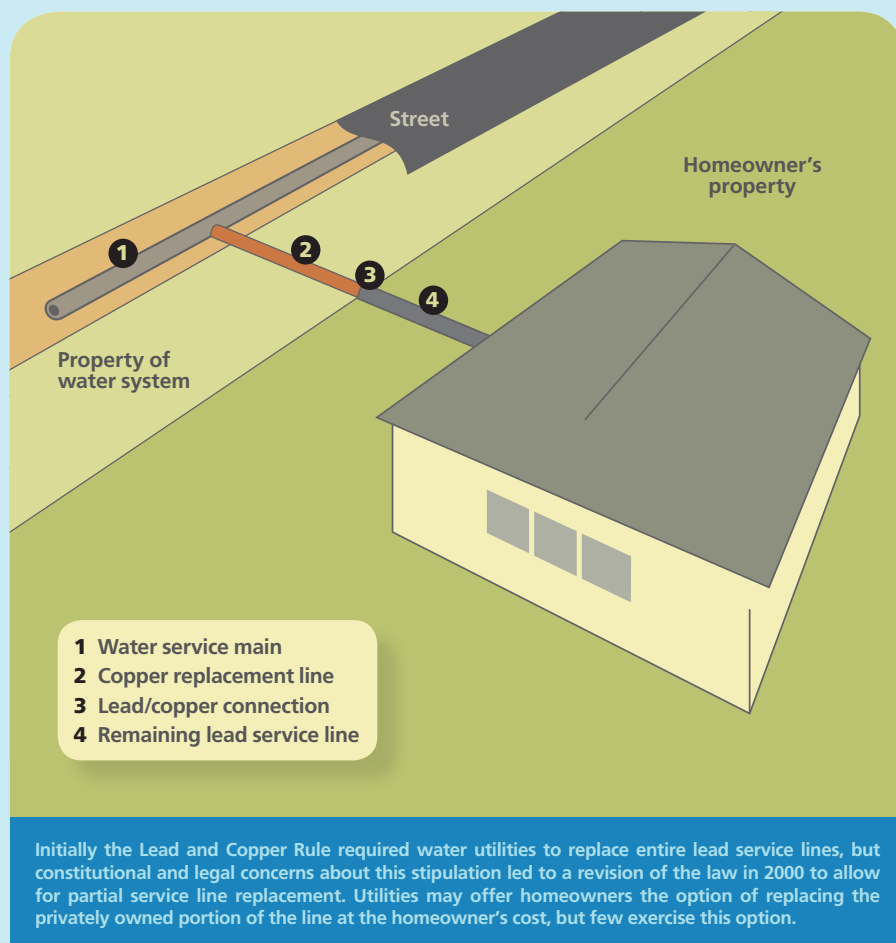 Street
Homeowner's
property
1
2
3
4
Property of
water system
1 Water service main
2 Copper replacement line
3 Lead/copper connection
4 Remaining lead service line
Initially the Lead and Copper Rule required water utilities to replace entire lead service lines, but
constitutional and legal concerns about this stipulation led to a revision of the law in 2000 to allow
for partial service line replacement. Utilities may offer homeowners the option of replacing the
privately owned portion of the line at the homeowner's cost, but few exercise this option.